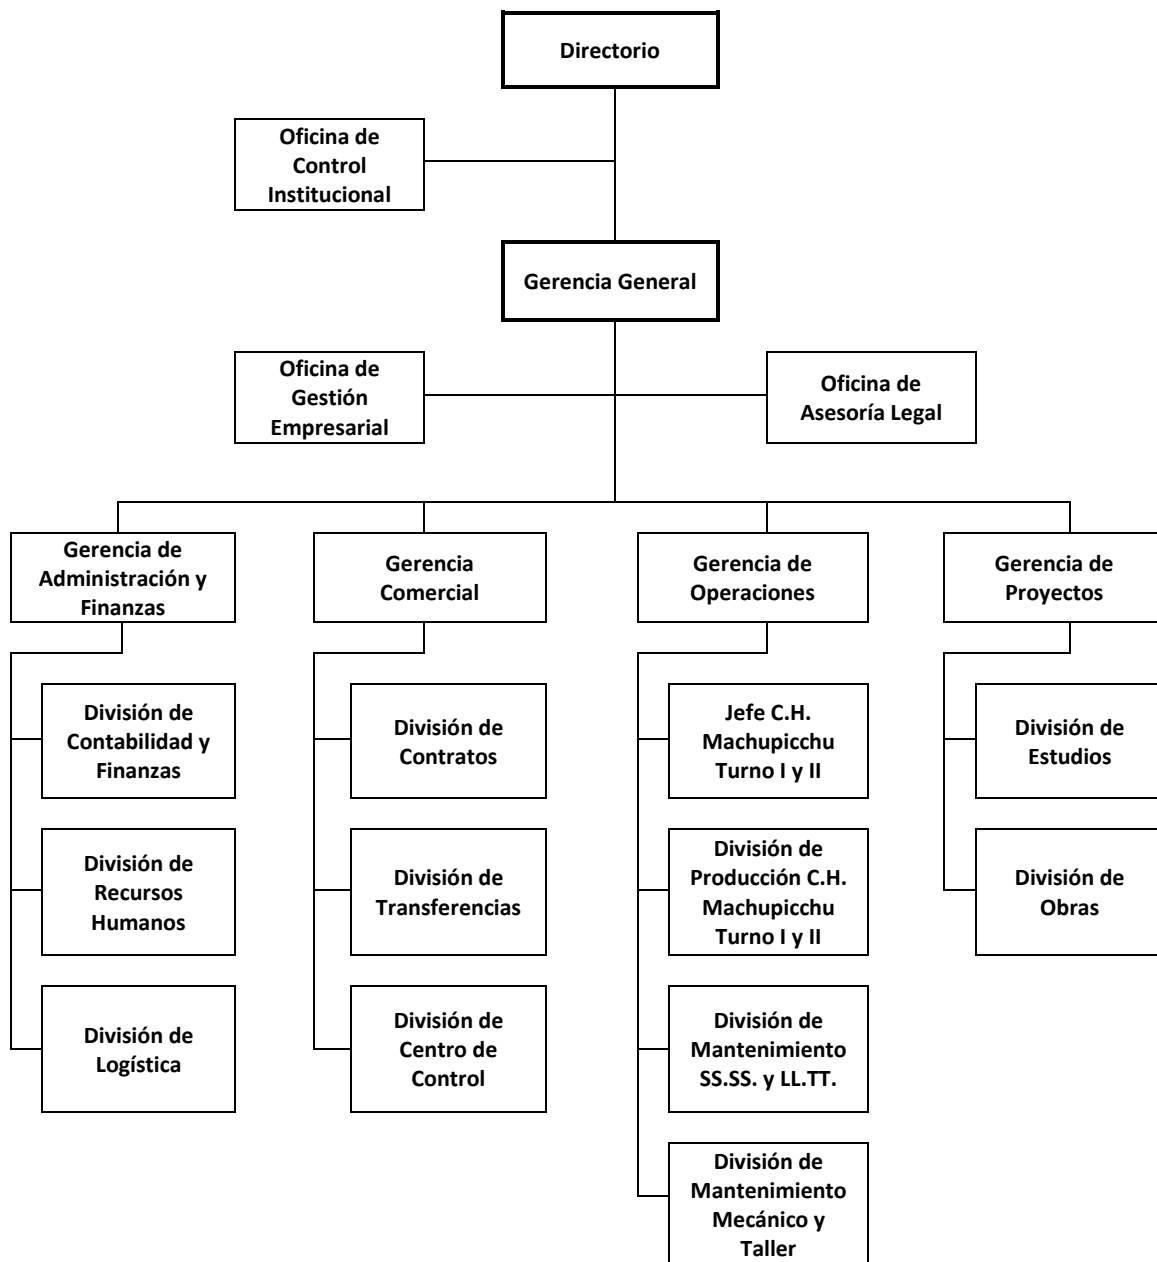 Directorio
Oficina de
Control
Institucional
Gerencia General
Oficina de
Gestión
Empresarial
Oficina de
Asesoría Legal
Gerencia de
Administración y
Finanzas
Gerencia
Comercial
Gerencia de
Operaciones
Gerencia de
Proyectos
División de
Contabilidad y
Finanzas
División de
Contratos
Jefe C.H.
Machupicchu
Turno I y II
División de
Estudios
División de
Recursos
Humanos
División de
Transferencias
División de
Producción C.H.
Machupicchu
Turno I y II
División de
Obras
División de
Logística
División de
Centro de
Control
División de
Mantenimiento
SS.SS. y LL.TT.
División de
Mantenimiento
Mecánico y
Taller